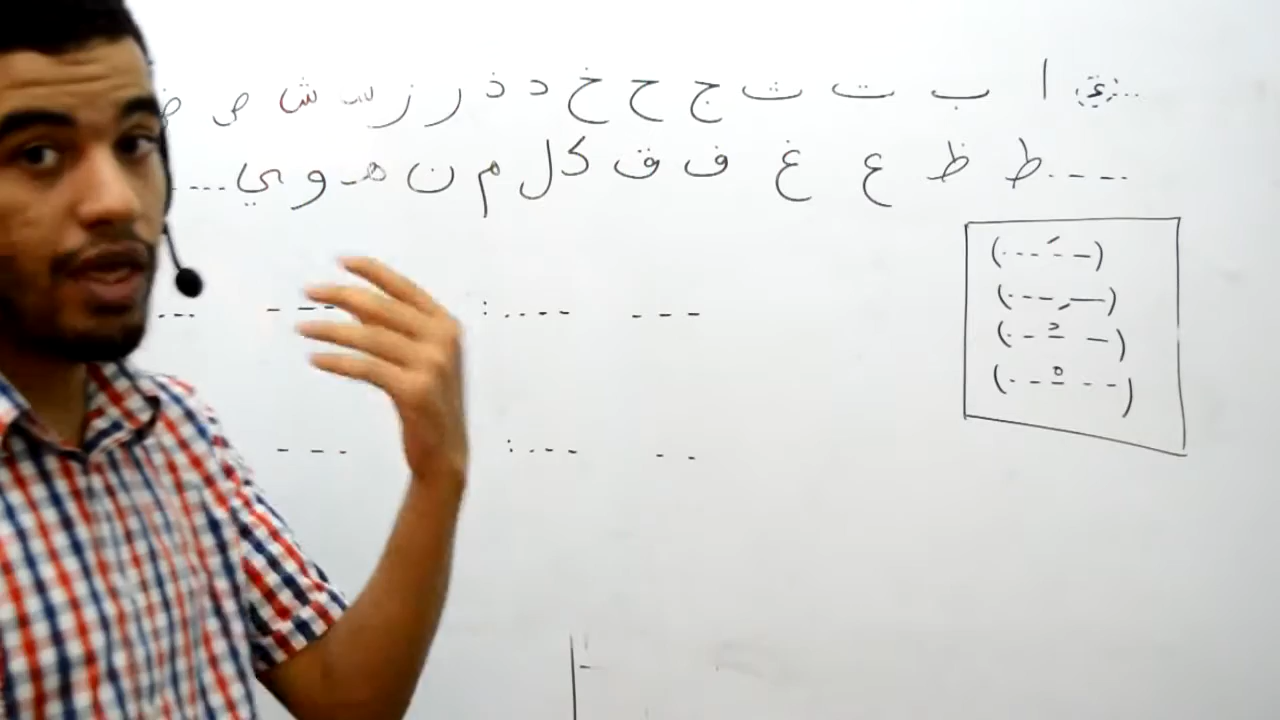 ء ا ب ت ث ج ح خ د ذ ر ز س ش ص ض
ط ظ ع غ ف ق ك ل م ن هـ و ي
(---َ--)
(---ِ--)
(--ُ--)
(--ْ--)